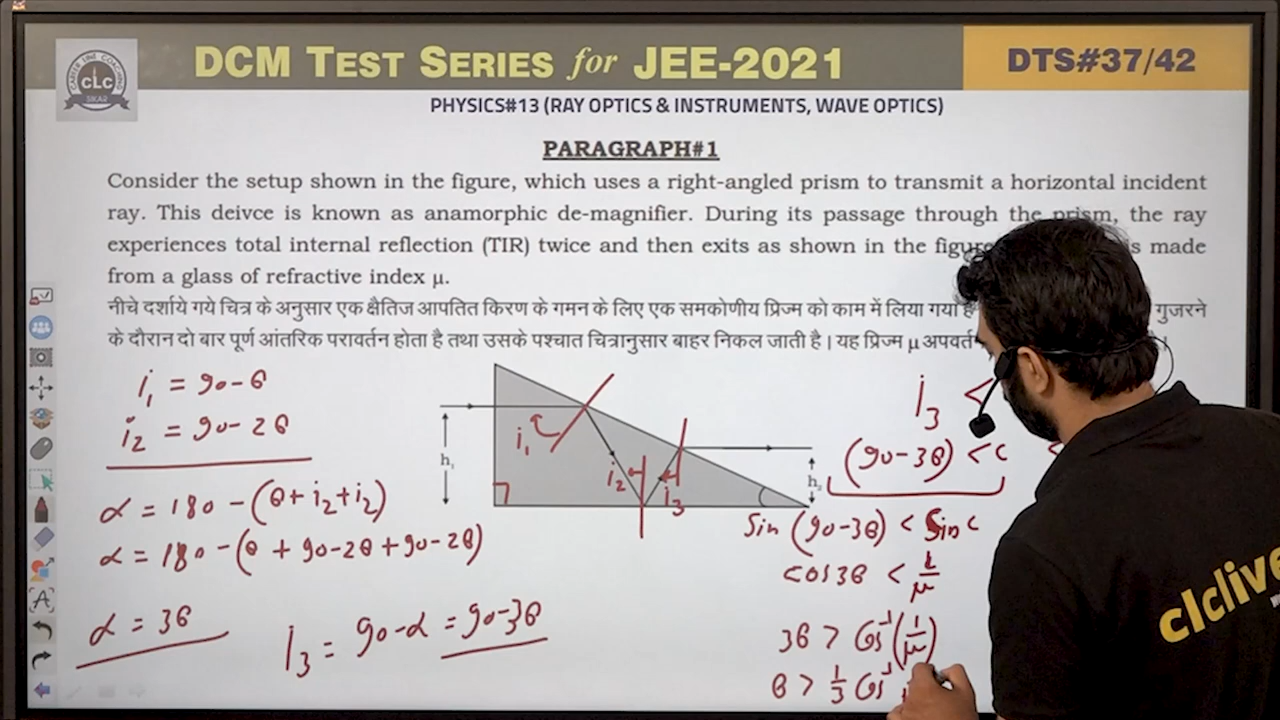 DCM TEST SERIES for JEE-2021
DTS#37/42
CAREER LINE COACHING
CLC
SIKAR
PHYSICS#13 (RAY OPTICS & INSTRUMENTS, WAVE OPTICS)
PARAGRAPH#1
Consider the setup shown in the figure, which uses a right-angled prism to transmit a horizontal incident
ray. This deivce is known as anamorphic de-magnifier. During its passage through the prism, the ray
experiences total internal reflection (TIR) twice and then exits as shown in the figure s made
from a glass of refractive index μ.
नीचे दर्शाये गये चित्र के अनुसार एक क्षैतिज आपतित किरण के गमन के लिए एक समकोणीय प्रिज्म को काम में लिया गया है गुजरने
के दौरान दो बार पूर्ण आंतरिक परावर्तन होता है तथा उसके पश्चात चित्रानुसार बाहर निकल जाती है। यह प्रिज्म μ अपवर्त ।
i₁ = 90-θ
i₂ = 90-2θ
α = 180 - (θ + i₂ + i₂)
α = 180 - (θ + 90-2θ + 90-2θ)
α = 3θ
i₃ = 90-α = 90-3θ
h₁
i₁
i₂
i₃
h₂
i₃ <
(90-3θ) < C
Sin (90-3θ) < Sin C
cos3θ < 1/μ
3θ > Cos⁻¹(1/μ)
θ > 1/3 Cos⁻¹
clclive